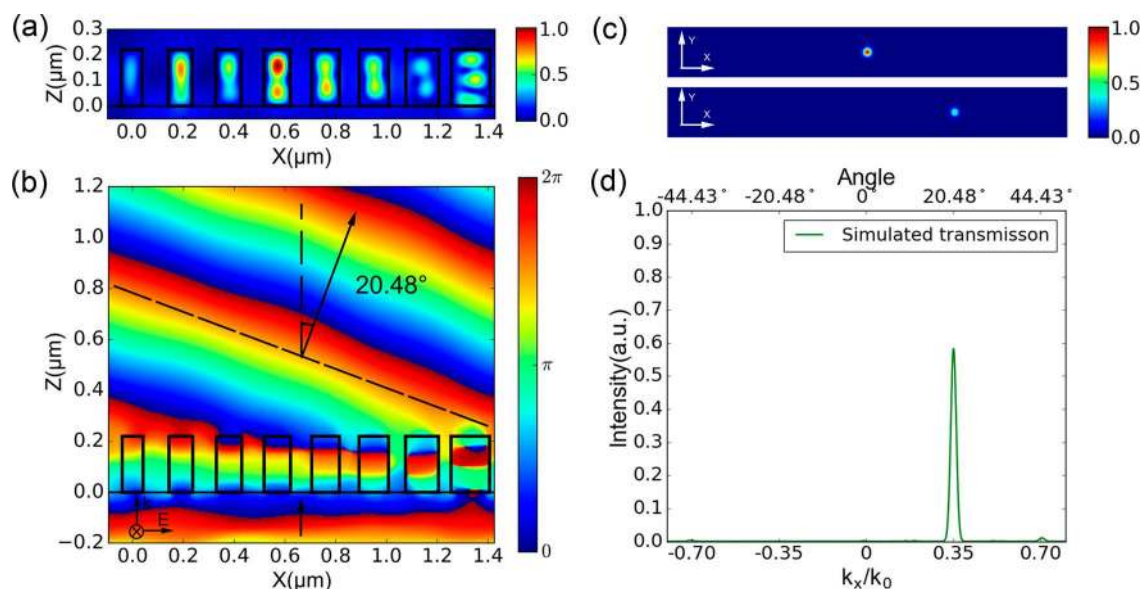 (a)
0.3
0.2
0.1
0.0
Z(μm)
0.0 0.2 0.4 0.6 0.8 1.0 1.2 1.4
X(μm)
1.0
0.5
0.0
(b)
1.2
1.0
0.8
0.6
0.4
0.2
0.0
−0.2
Z(μm)
20.48°
E
0.0 0.2 0.4 0.6 0.8 1.0 1.2 1.4
X(μm)
2π
π
0
(c)
Y
X
Y
X
1.0
0.5
0.0
(d)
Angle
-44.43° -20.48° 0° 20.48° 44.43°
Simulated transmisson
1.0
0.9
0.8
0.7
0.6
0.5
0.4
0.3
0.2
0.1
0.0
Intensity(a.u.)
-0.70 -0.35 0 0.35 0.70
kx/k0